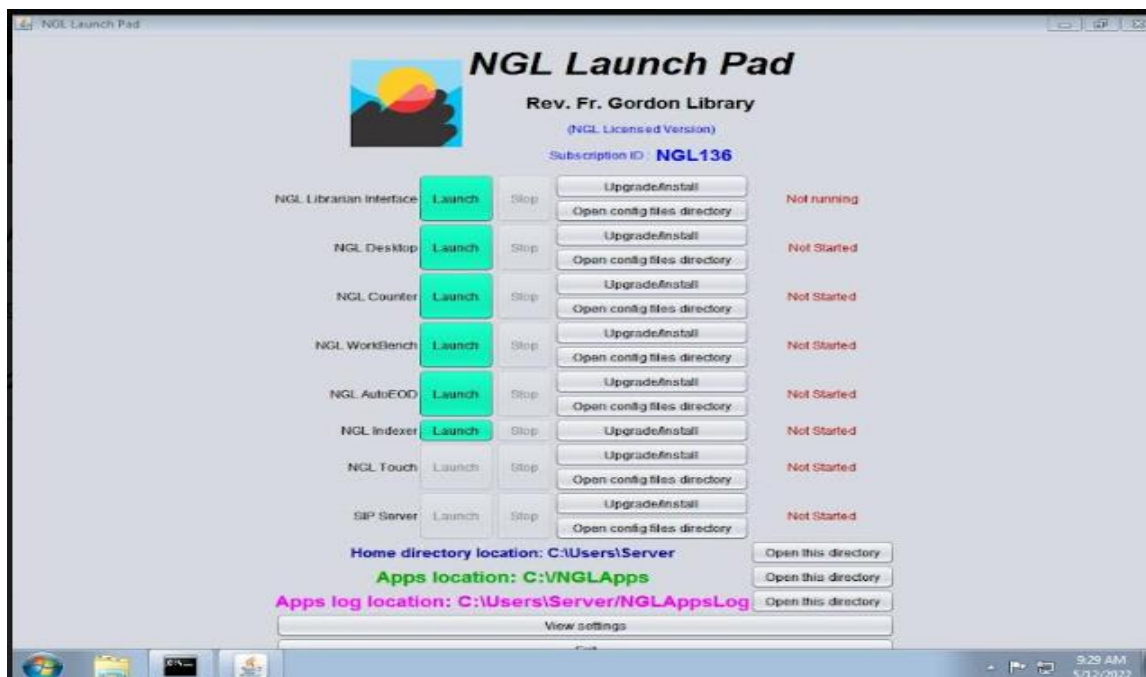 NGL Launch Pad
NGL Launch Pad
Rev. Fr. Gordon Library
(NGL Licensed Version)
Subscription ID : NGL136
NGL Librarian Interface Launch Stop Upgrade/Install Not running
Open config files directory
NGL Desktop Launch Stop Upgrade/Install Not Started
Open config files directory
NGL Counter Launch Stop Upgrade/Install Not Started
Open config files directory
NGL WorkBench Launch Stop Upgrade/Install Not Started
Open config files directory
NGL AutoEOD Launch Stop Upgrade/Install Not Started
Open config files directory
NGL Indexer Launch Stop Upgrade/Install Not Started
NGL Touch Launch Stop Upgrade/Install Not Started
Open config files directory
SIP Server Launch Stop Upgrade/Install Not Started
Open config files directory
Home directory location: C:\Users\Server Open this directory
Apps location: C:\/NGLApps Open this directory
Apps log location: C:\Users\Server/NGLAppsLog Open this directory
View settings
Exit
9:29 AM
5/12/2022